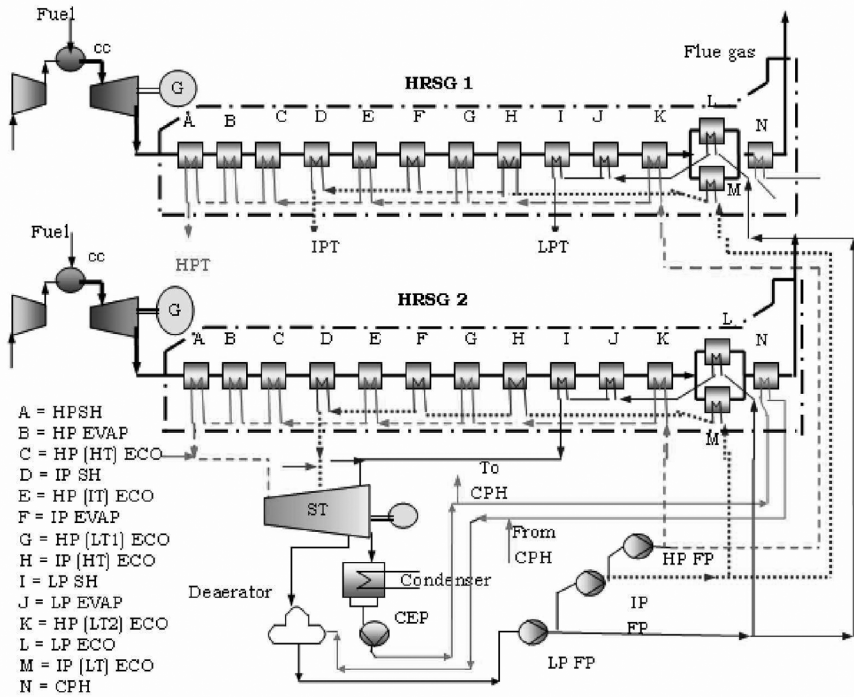 Fuel
cc
G
Flue gas
HRSG 1
A B C D E F G H I J K L N
M
HPT
IPT
LPT
Fuel
cc
G
HRSG 2
A B C D E F G H I J K L N
M
A = HPSH
B = HP EVAP
C = HP (HT) ECO
D = IP SH
E = HP (IT) ECO
F = IP EVAP
G = HP (LT1) ECO
H = IP (HT) ECO
I = LP SH
J = LP EVAP
K = HP (LT2) ECO
L = LP ECO
M = IP (LT) ECO
N = CPH
ST
To
CPH
From
CPH
HP FP
Deaerator
Condenser
CEP
IP
FP
LP FP